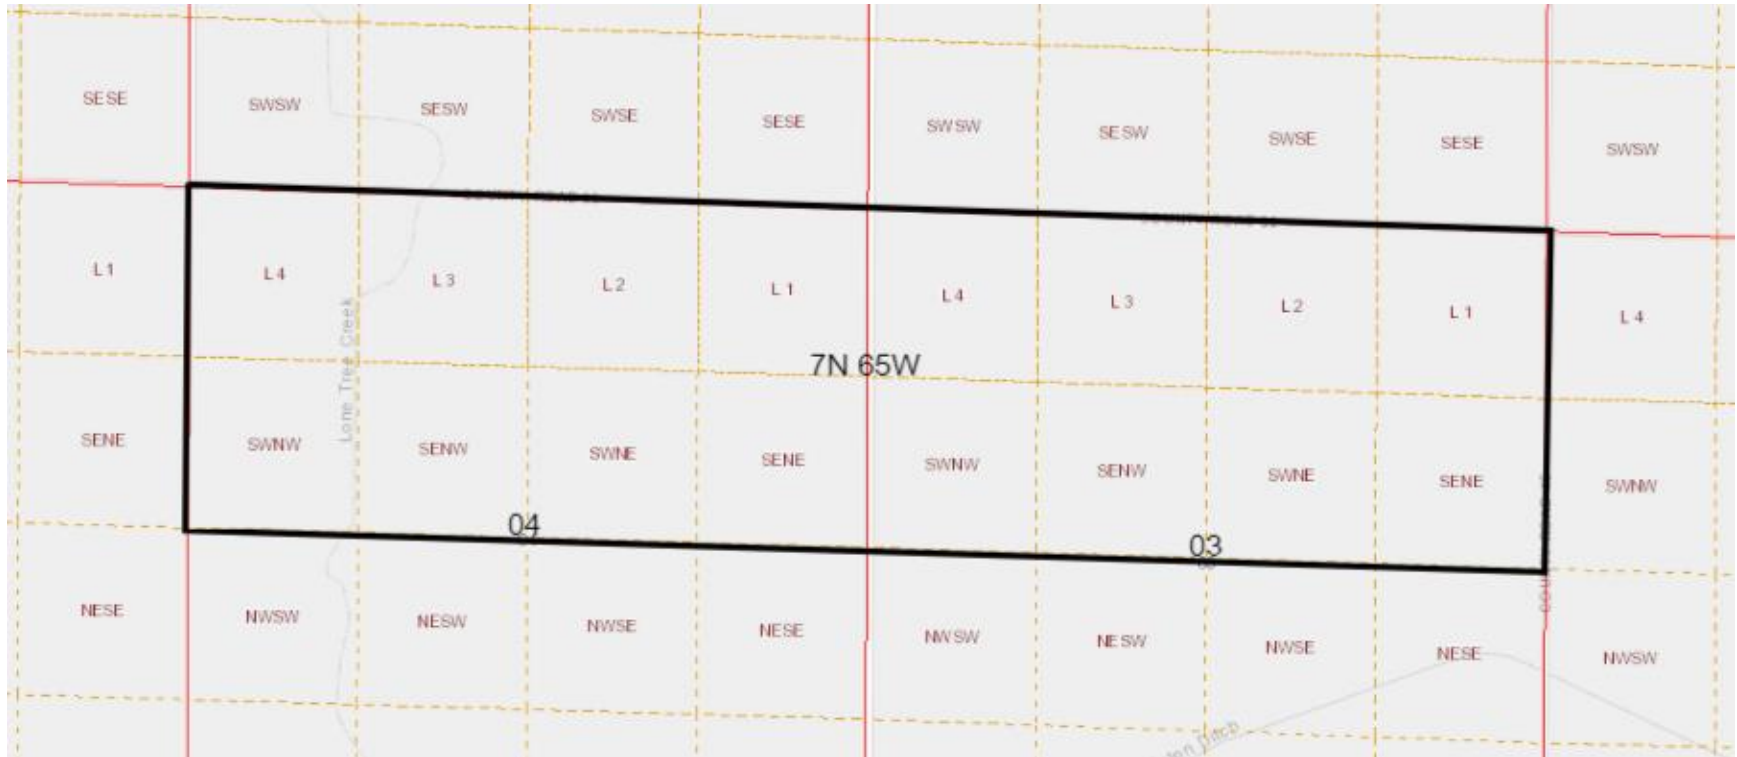 SESE SWSW SESW SWSE SESE SWSW SESW SWSE SESE SWSW
L 1 L 4 L 3 L 2 L 1 L 4 L 3 L 2 L 1 L 4
Lone Tree Creek
7N 65W
SENE SWNW SENW SWNE SENE SWNW SENW SWNE SENE SWNW
04 03
NESE NWSW NESW NWSE NESE NWSW NESW NWSE NESE NWSW
Ditch